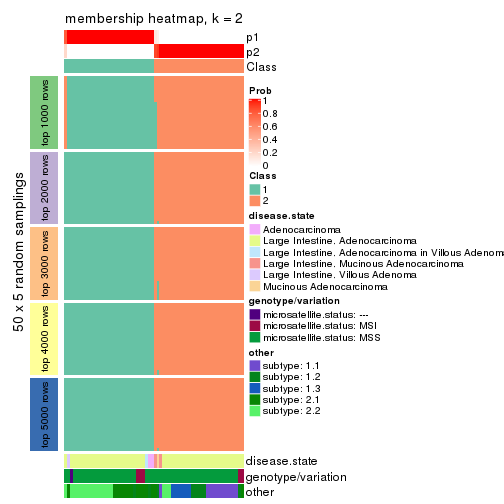 membership heatmap, k = 2
p1
p2
Class
50 x 5 random samplings
top 1000 rows
top 2000 rows
top 3000 rows
top 4000 rows
top 5000 rows
disease.state
genotype/variation
other
Prob
1
0.8
0.6
0.4
0.2
0
Class
1
2
disease.state
Adenocarcinoma
Large Intestine. Adenocarcinoma
Large Intestine. Adenocarcinoma in Villous Adenom
Large Intestine. Mucinous Adenocarcinoma
Large Intestine. Villous Adenoma
Mucinous Adenocarcinoma
genotype/variation
microsatellite.status: ---
microsatellite.status: MSI
microsatellite.status: MSS
other
subtype: 1.1
subtype: 1.2
subtype: 1.3
subtype: 2.1
subtype: 2.2